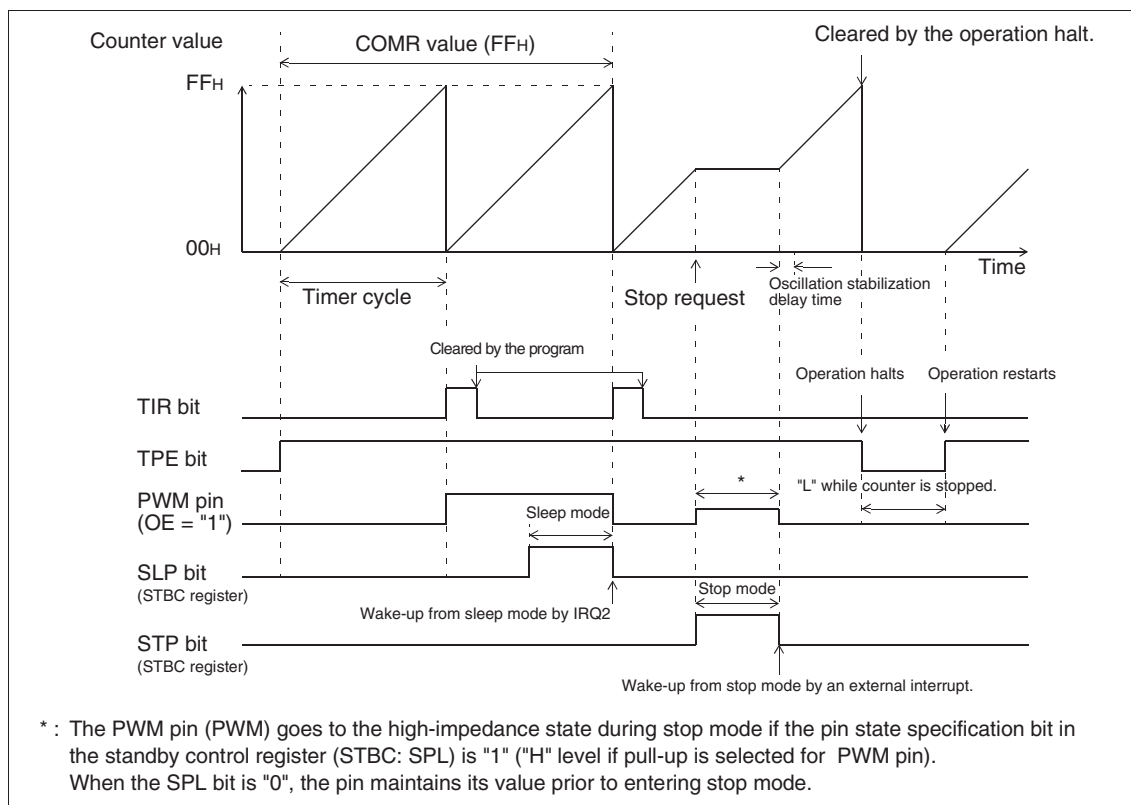 Counter value
COMR value (FFH)
Cleared by the operation halt.
FFH
00H
Time
Timer cycle
Stop request
Oscillation stabilization
delay time
Cleared by the program
Operation halts
Operation restarts
TIR bit
TPE bit
*
"L" while counter is stopped.
PWM pin
(OE = "1")
Sleep mode
SLP bit
(STBC register)
Stop mode
Wake-up from sleep mode by IRQ2
STP bit
(STBC register)
Wake-up from stop mode by an external interrupt.
* : The PWM pin (PWM) goes to the high-impedance state during stop mode if the pin state specification bit in
the standby control register (STBC: SPL) is "1" ("H" level if pull-up is selected for PWM pin).
When the SPL bit is "0", the pin maintains its value prior to entering stop mode.